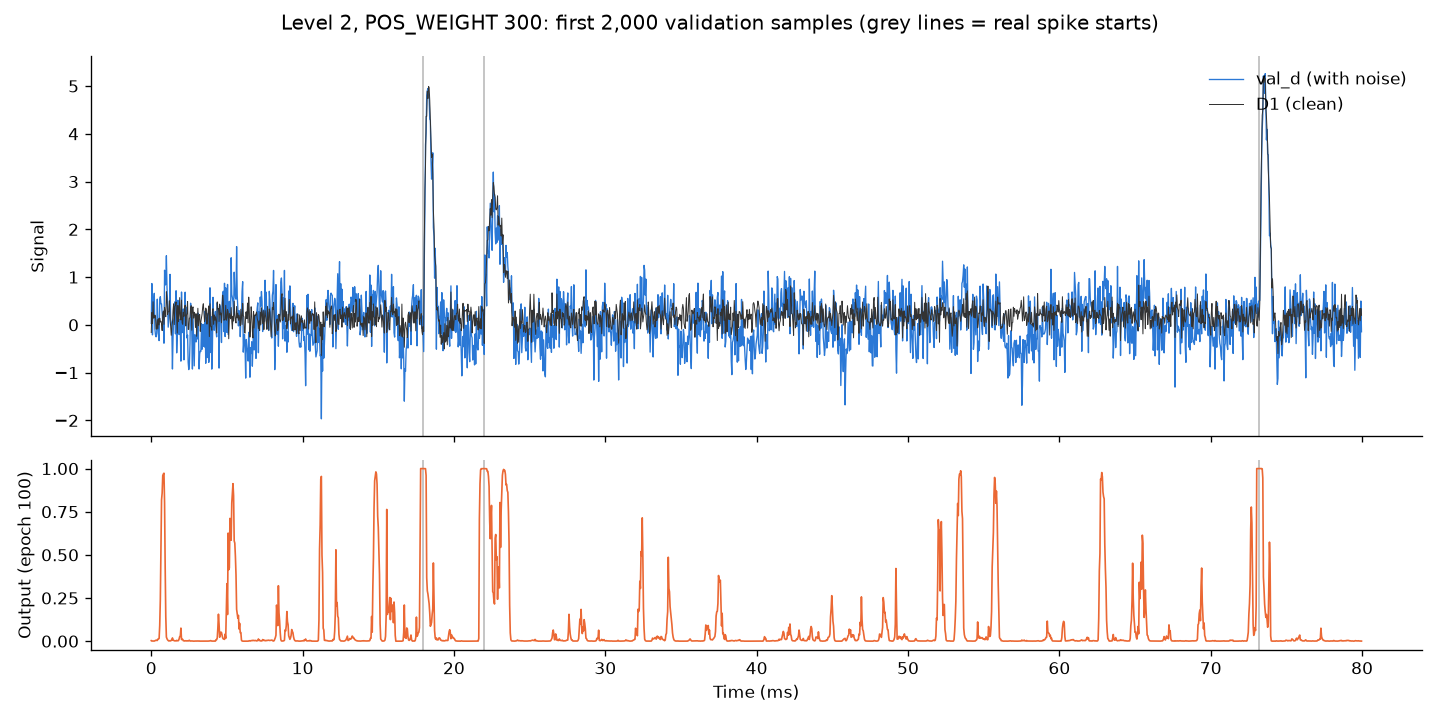 Level 2, POS_WEIGHT 300: first 2,000 validation samples (grey lines = real spike starts)
val_d (with noise)
D1 (clean)
Signal
5
4
3
2
1
0
−1
−2
Output (epoch 100)
1.00
0.75
0.50
0.25
0.00
0 10 20 30 40 50 60 70 80
Time (ms)